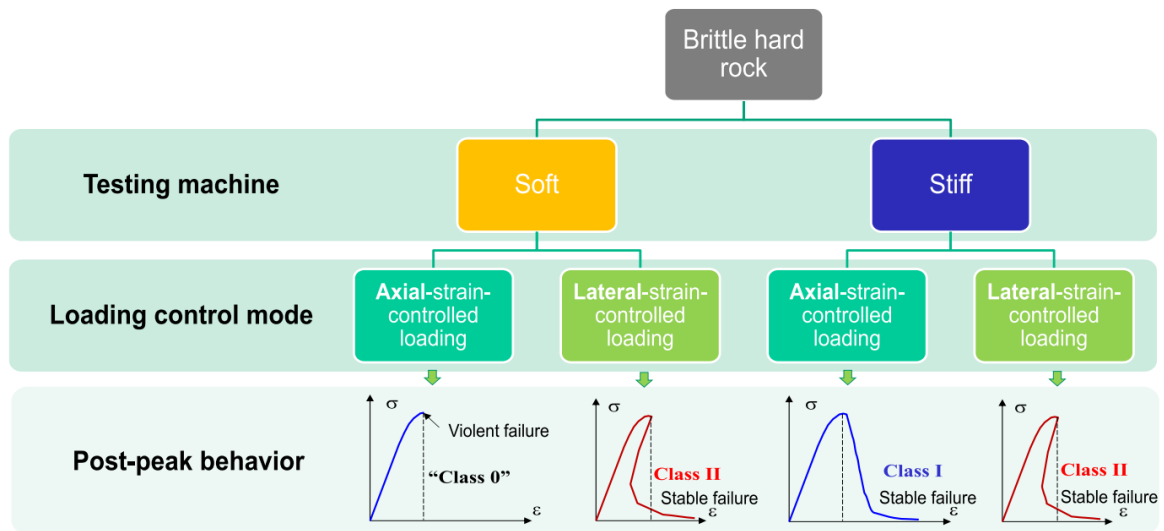 Brittle hard
rock
Testing machine
Soft
Stiff
Loading control mode
Axial-strain-
controlled
loading
Lateral-strain-
controlled
loading
Axial-strain-
controlled
loading
Lateral-strain-
controlled
loading
Post-peak behavior
σ
Violent failure
"Class 0"
ε
σ
Class II
Stable failure
ε
σ
Class I
Stable failure
ε
σ
Class II
Stable failure
ε